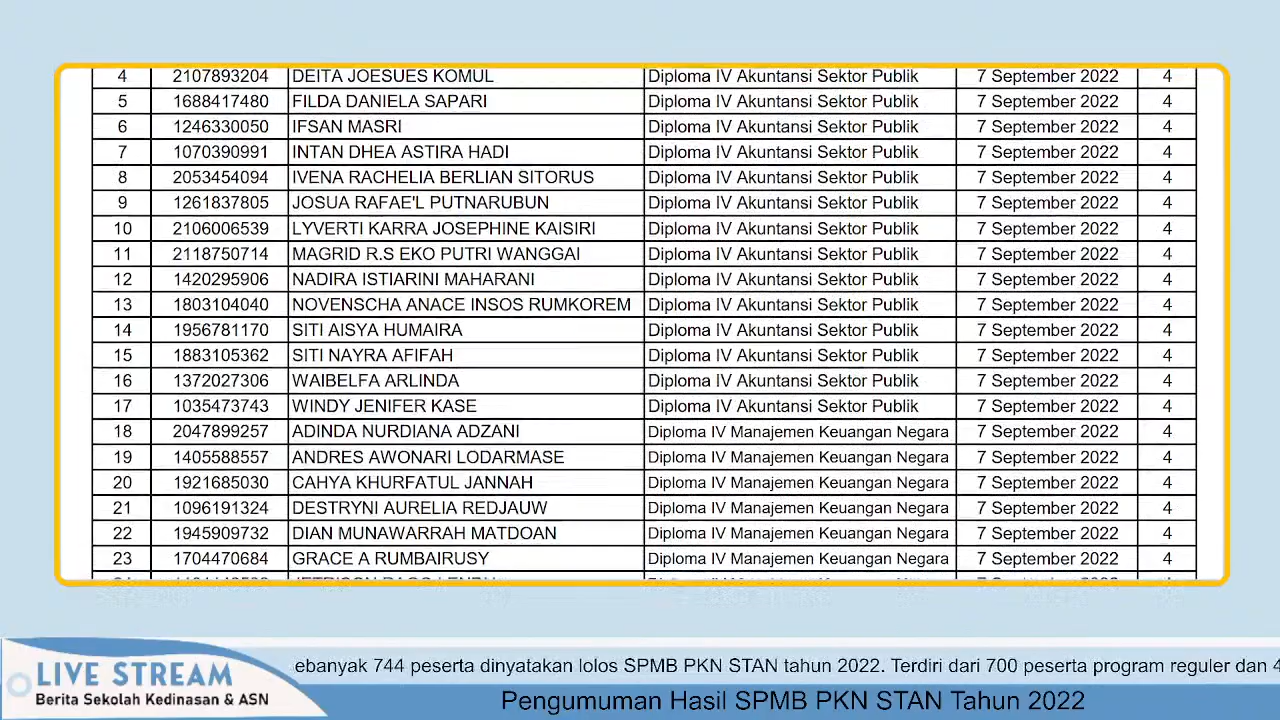 4 2107893204 DEITA JOESUES KOMUL Diploma IV Akuntansi Sektor Publik 7 September 2022 4
5 1688417480 FILDA DANIELA SAPARI Diploma IV Akuntansi Sektor Publik 7 September 2022 4
6 1246330050 IFSAN MASRI Diploma IV Akuntansi Sektor Publik 7 September 2022 4
7 1070390991 INTAN DHEA ASTIRA HADI Diploma IV Akuntansi Sektor Publik 7 September 2022 4
8 2053454094 IVENA RACHELIA BERLIAN SITORUS Diploma IV Akuntansi Sektor Publik 7 September 2022 4
9 1261837805 JOSUA RAFAE'L PUTNARUBUN Diploma IV Akuntansi Sektor Publik 7 September 2022 4
10 2106006539 LYVERTI KARRA JOSEPHINE KAISIRI Diploma IV Akuntansi Sektor Publik 7 September 2022 4
11 2118750714 MAGRID R.S EKO PUTRI WANGGAI Diploma IV Akuntansi Sektor Publik 7 September 2022 4
12 1420295906 NADIRA ISTIARINI MAHARANI Diploma IV Akuntansi Sektor Publik 7 September 2022 4
13 1803104040 NOVENSCHA ANACE INSOS RUMKOREM Diploma IV Akuntansi Sektor Publik 7 September 2022 4
14 1956781170 SITI AISYA HUMAIRA Diploma IV Akuntansi Sektor Publik 7 September 2022 4
15 1883105362 SITI NAYRA AFIFAH Diploma IV Akuntansi Sektor Publik 7 September 2022 4
16 1372027306 WAIBELFA ARLINDA Diploma IV Akuntansi Sektor Publik 7 September 2022 4
17 1035473743 WINDY JENIFER KASE Diploma IV Akuntansi Sektor Publik 7 September 2022 4
18 2047899257 ADINDA NURDIANA ADZANI Diploma IV Manajemen Keuangan Negara 7 September 2022 4
19 1405588557 ANDRES AWONARI LODARMASE Diploma IV Manajemen Keuangan Negara 7 September 2022 4
20 1921685030 CAHYA KHURFATUL JANNAH Diploma IV Manajemen Keuangan Negara 7 September 2022 4
21 1096191324 DESTRYNI AURELIA REDJAUW Diploma IV Manajemen Keuangan Negara 7 September 2022 4
22 1945909732 DIAN MUNAWARRAH MATDOAN Diploma IV Manajemen Keuangan Negara 7 September 2022 4
23 1704470684 GRACE A RUMBAIRUSY Diploma IV Manajemen Keuangan Negara 7 September 2022 4
ebanyak 744 peserta dinyatakan lolos SPMB PKN STAN tahun 2022. Terdiri dari 700 peserta program reguler dan 4
LIVE STREAM
Berita Sekolah Kedinasan & ASN
Pengumuman Hasil SPMB PKN STAN Tahun 2022